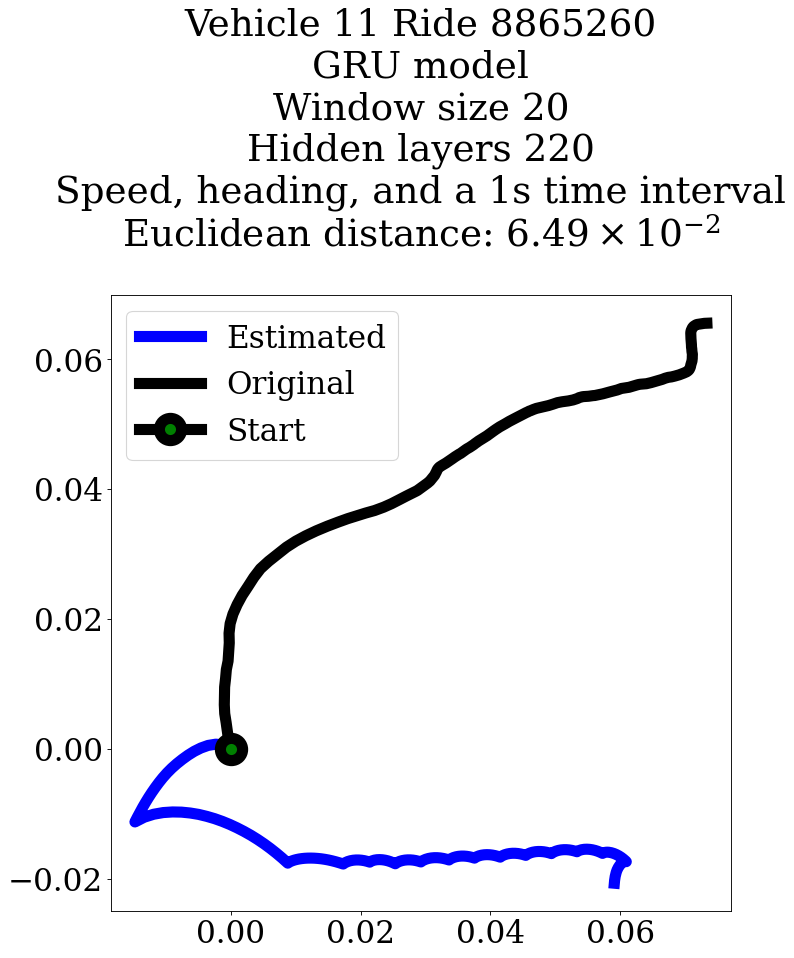 Vehicle 11 Ride 8865260
GRU model
Window size 20
Hidden layers 220
Speed, heading, and a 1s time interval
Euclidean distance: 6.49 × 10⁻²
Estimated
Original
Start
0.06
0.04
0.02
0.00
−0.02
0.00 0.02 0.04 0.06